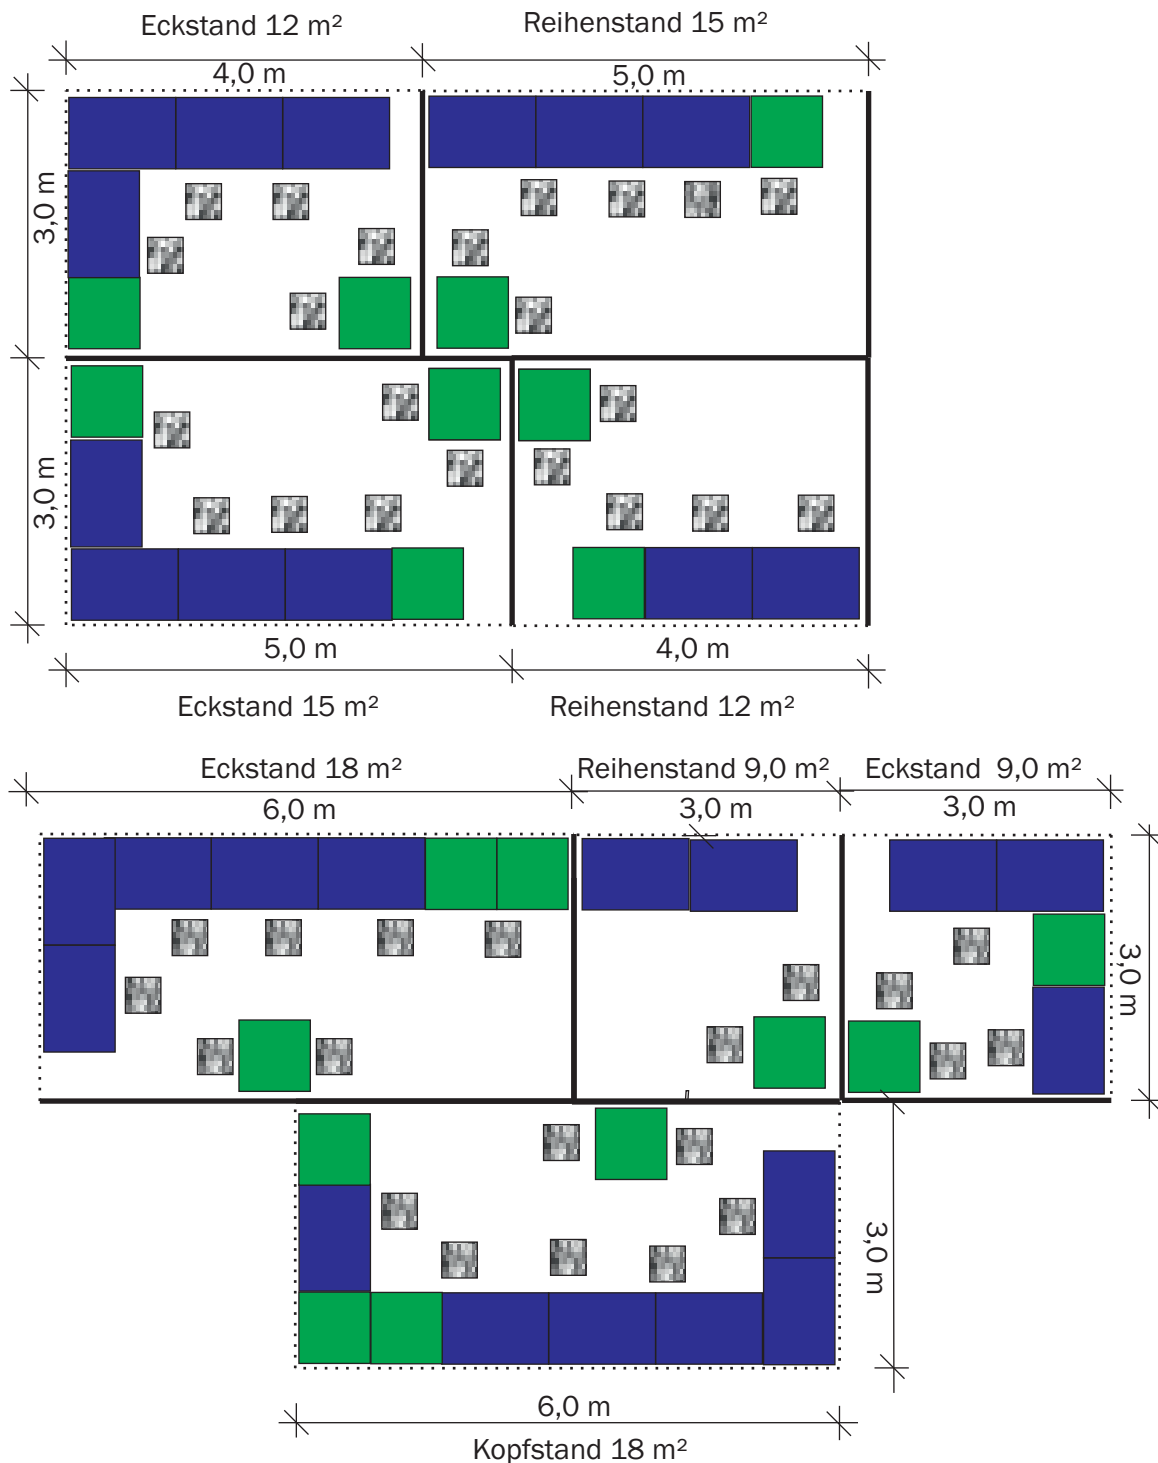 Eckstand 12 m²
Reihenstand 15 m²
4,0 m
5,0 m
3,0 m
3,0 m
5,0 m
4,0 m
Eckstand 15 m²
Reihenstand 12 m²
Eckstand 18 m²
Reihenstand 9,0 m²
Eckstand 9,0 m²
6,0 m
3,0 m
3,0 m
3,0 m
3,0 m
6,0 m
Kopfstand 18 m²